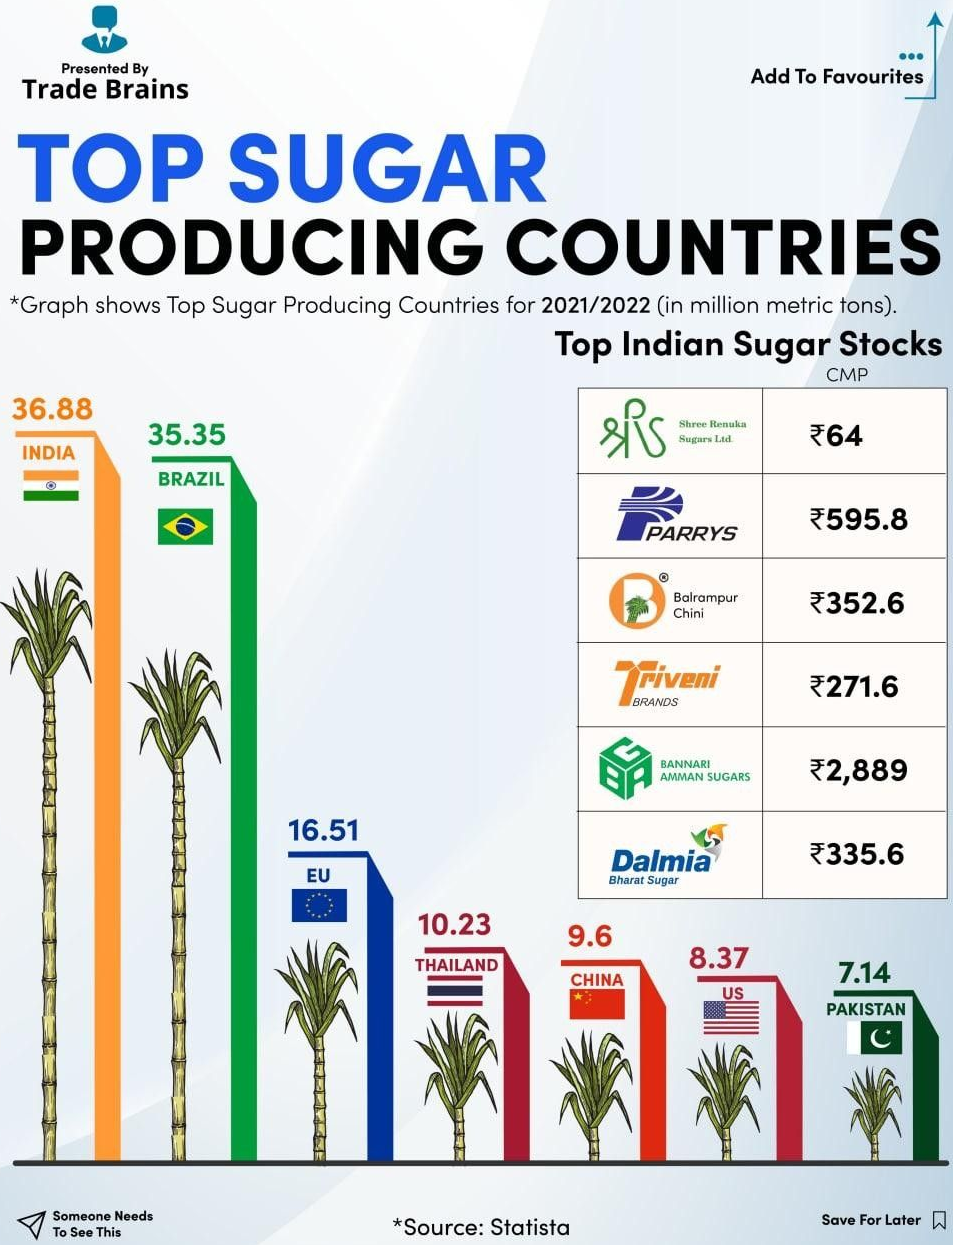 Presented By
Trade Brains
Add To Favourites
TOP SUGAR
PRODUCING COUNTRIES
*Graph shows Top Sugar Producing Countries for 2021/2022 (in million metric tons).
Top Indian Sugar Stocks
CMP
श्री RS
Shree Renuka
Sugars Ltd.
₹64
PARRYS
₹595.8
B ®
Balrampur
Chini
₹352.6
Triveni
BRANDS
₹271.6
GBA
BANNARI
AMMAN SUGARS
₹2,889
Dalmia
Bharat Sugar
₹335.6
36.88
INDIA
35.35
BRAZIL
16.51
EU
10.23
THAILAND
9.6
CHINA
8.37
US
7.14
PAKISTAN
Someone Needs
To See This
*Source: Statista
Save For Later